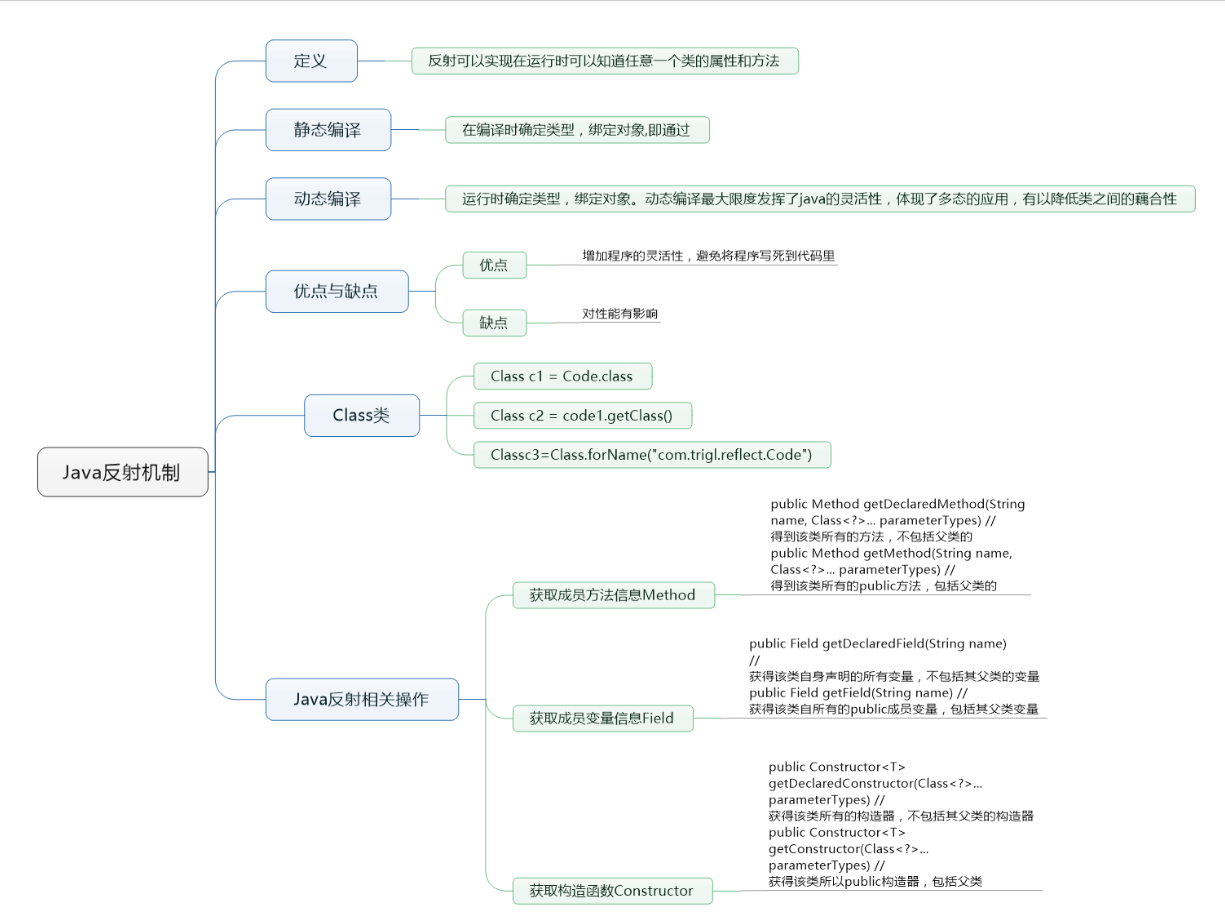 Java反射机制
定义
反射可以实现在运行时可以知道任意一个类的属性和方法
静态编译
在编译时确定类型，绑定对象,即通过
动态编译
运行时确定类型，绑定对象。动态编译最大限度发挥了java的灵活性，体现了多态的应用，有以降低类之间的藕合性
优点与缺点
优点
增加程序的灵活性，避免将程序写死到代码里
缺点
对性能有影响
Class类
Class c1 = Code.class
Class c2 = code1.getClass()
Classc3=Class.forName("com.trigl.reflect.Code")
Java反射相关操作
获取成员方法信息Method
public Method getDeclaredMethod(String
name, Class<?>... parameterTypes) //
得到该类所有的方法，不包括父类的
public Method getMethod(String name,
Class<?>... parameterTypes) //
得到该类所有的public方法，包括父类的
获取成员变量信息Field
public Field getDeclaredField(String name)
//
获得该类自身声明的所有变量，不包括其父类的变量
public Field getField(String name) //
获得该类自所有的public成员变量，包括其父类变量
获取构造函数Constructor
public Constructor<T>
getDeclaredConstructor(Class<?>...
parameterTypes) //
获得该类所有的构造器，不包括其父类的构造器
public Constructor<T>
getConstructor(Class<?>...
parameterTypes) //
获得该类所以public构造器，包括父类